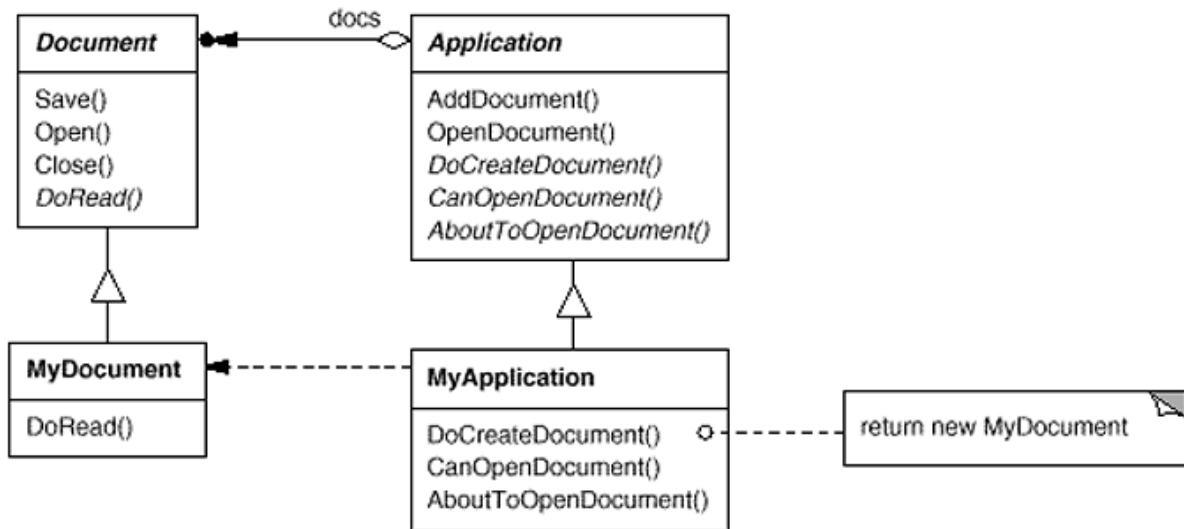 docs
Document
Save()
Open()
Close()
DoRead()
Application
AddDocument()
OpenDocument()
DoCreateDocument()
CanOpenDocument()
AboutToOpenDocument()
MyDocument
DoRead()
MyApplication
DoCreateDocument()
CanOpenDocument()
AboutToOpenDocument()
return new MyDocument